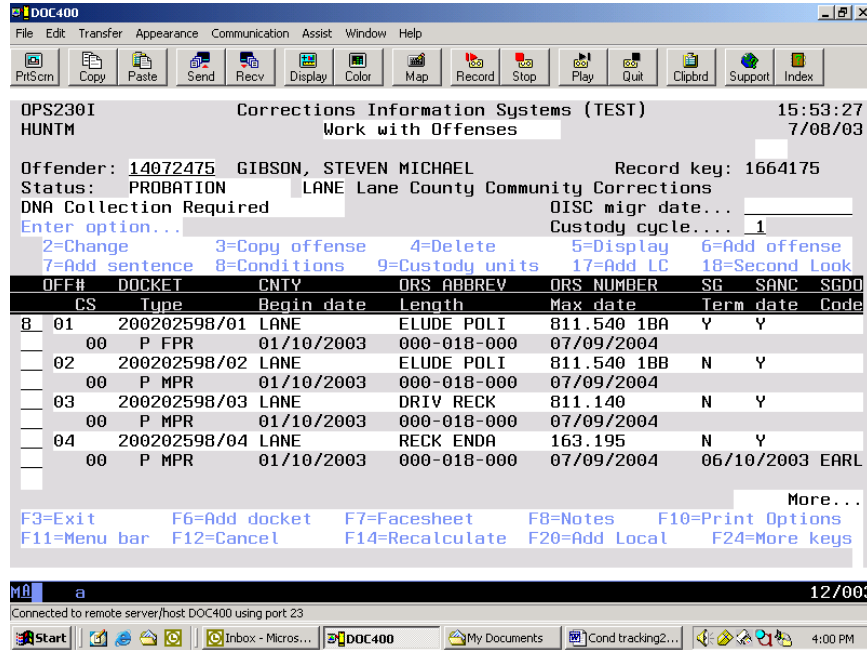 DOC400
File Edit Transfer Appearance Communication Assist Window Help
PrtScrn Copy Paste Send Recv Display Color Map Record Stop Play Quit Clipbrd Support Index
OPS230I Corrections Information Systems (TEST) 15:53:27
HUNTM Work with Offenses 7/08/03
Offender: 14072475 GIBSON, STEVEN MICHAEL Record key: 1664175
Status: PROBATION LANE Lane County Community Corrections
DNA Collection Required OISC migr date...
Enter option... Custody cycle.... 1
2=Change 3=Copy offense 4=Delete 5=Display 6=Add offense
7=Add sentence 8=Conditions 9=Custody units 17=Add LC 18=Second Look
OFF# DOCKET CNTY ORS ABBREV ORS NUMBER SG SANC SGDO
CS Type Begin date Length Max date Term date Code
8 01 200202598/01 LANE ELUDE POLI 811.540 1BA Y Y
00 P FPR 01/10/2003 000-018-000 07/09/2004
02 200202598/02 LANE ELUDE POLI 811.540 1BB N Y
00 P MPR 01/10/2003 000-018-000 07/09/2004
03 200202598/03 LANE DRIV RECK 811.140 N Y
00 P MPR 01/10/2003 000-018-000 07/09/2004
04 200202598/04 LANE RECK ENDA 163.195 N Y
00 P MPR 01/10/2003 000-018-000 07/09/2004 06/10/2003 EARL
More...
F3=Exit F6=Add docket F7=Facesheet F8=Notes F10=Print Options
F11=Menu bar F12=Cancel F14=Recalculate F20=Add Local F24=More keys
MA a 12/003
Connected to remote server/host DOC400 using port 23
Start Inbox - Micros... DOC400 My Documents Cond tracking2... 4:00 PM